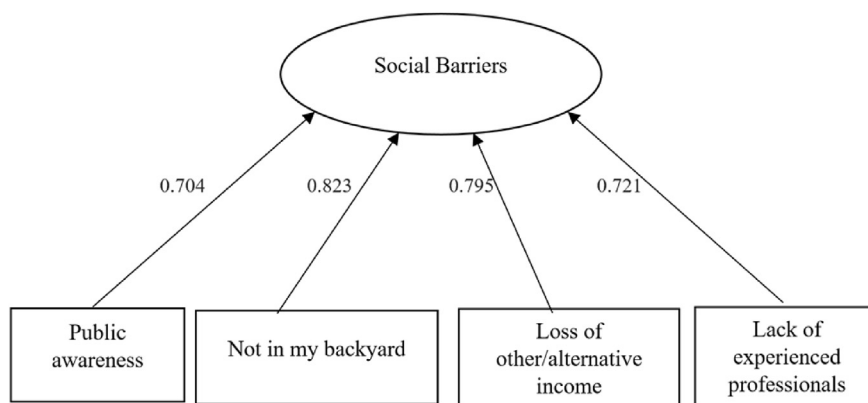 Social Barriers
0.704
0.823
0.795
0.721
Public
awareness
Not in my backyard
Loss of
other/alternative
income
Lack of
experienced
professionals